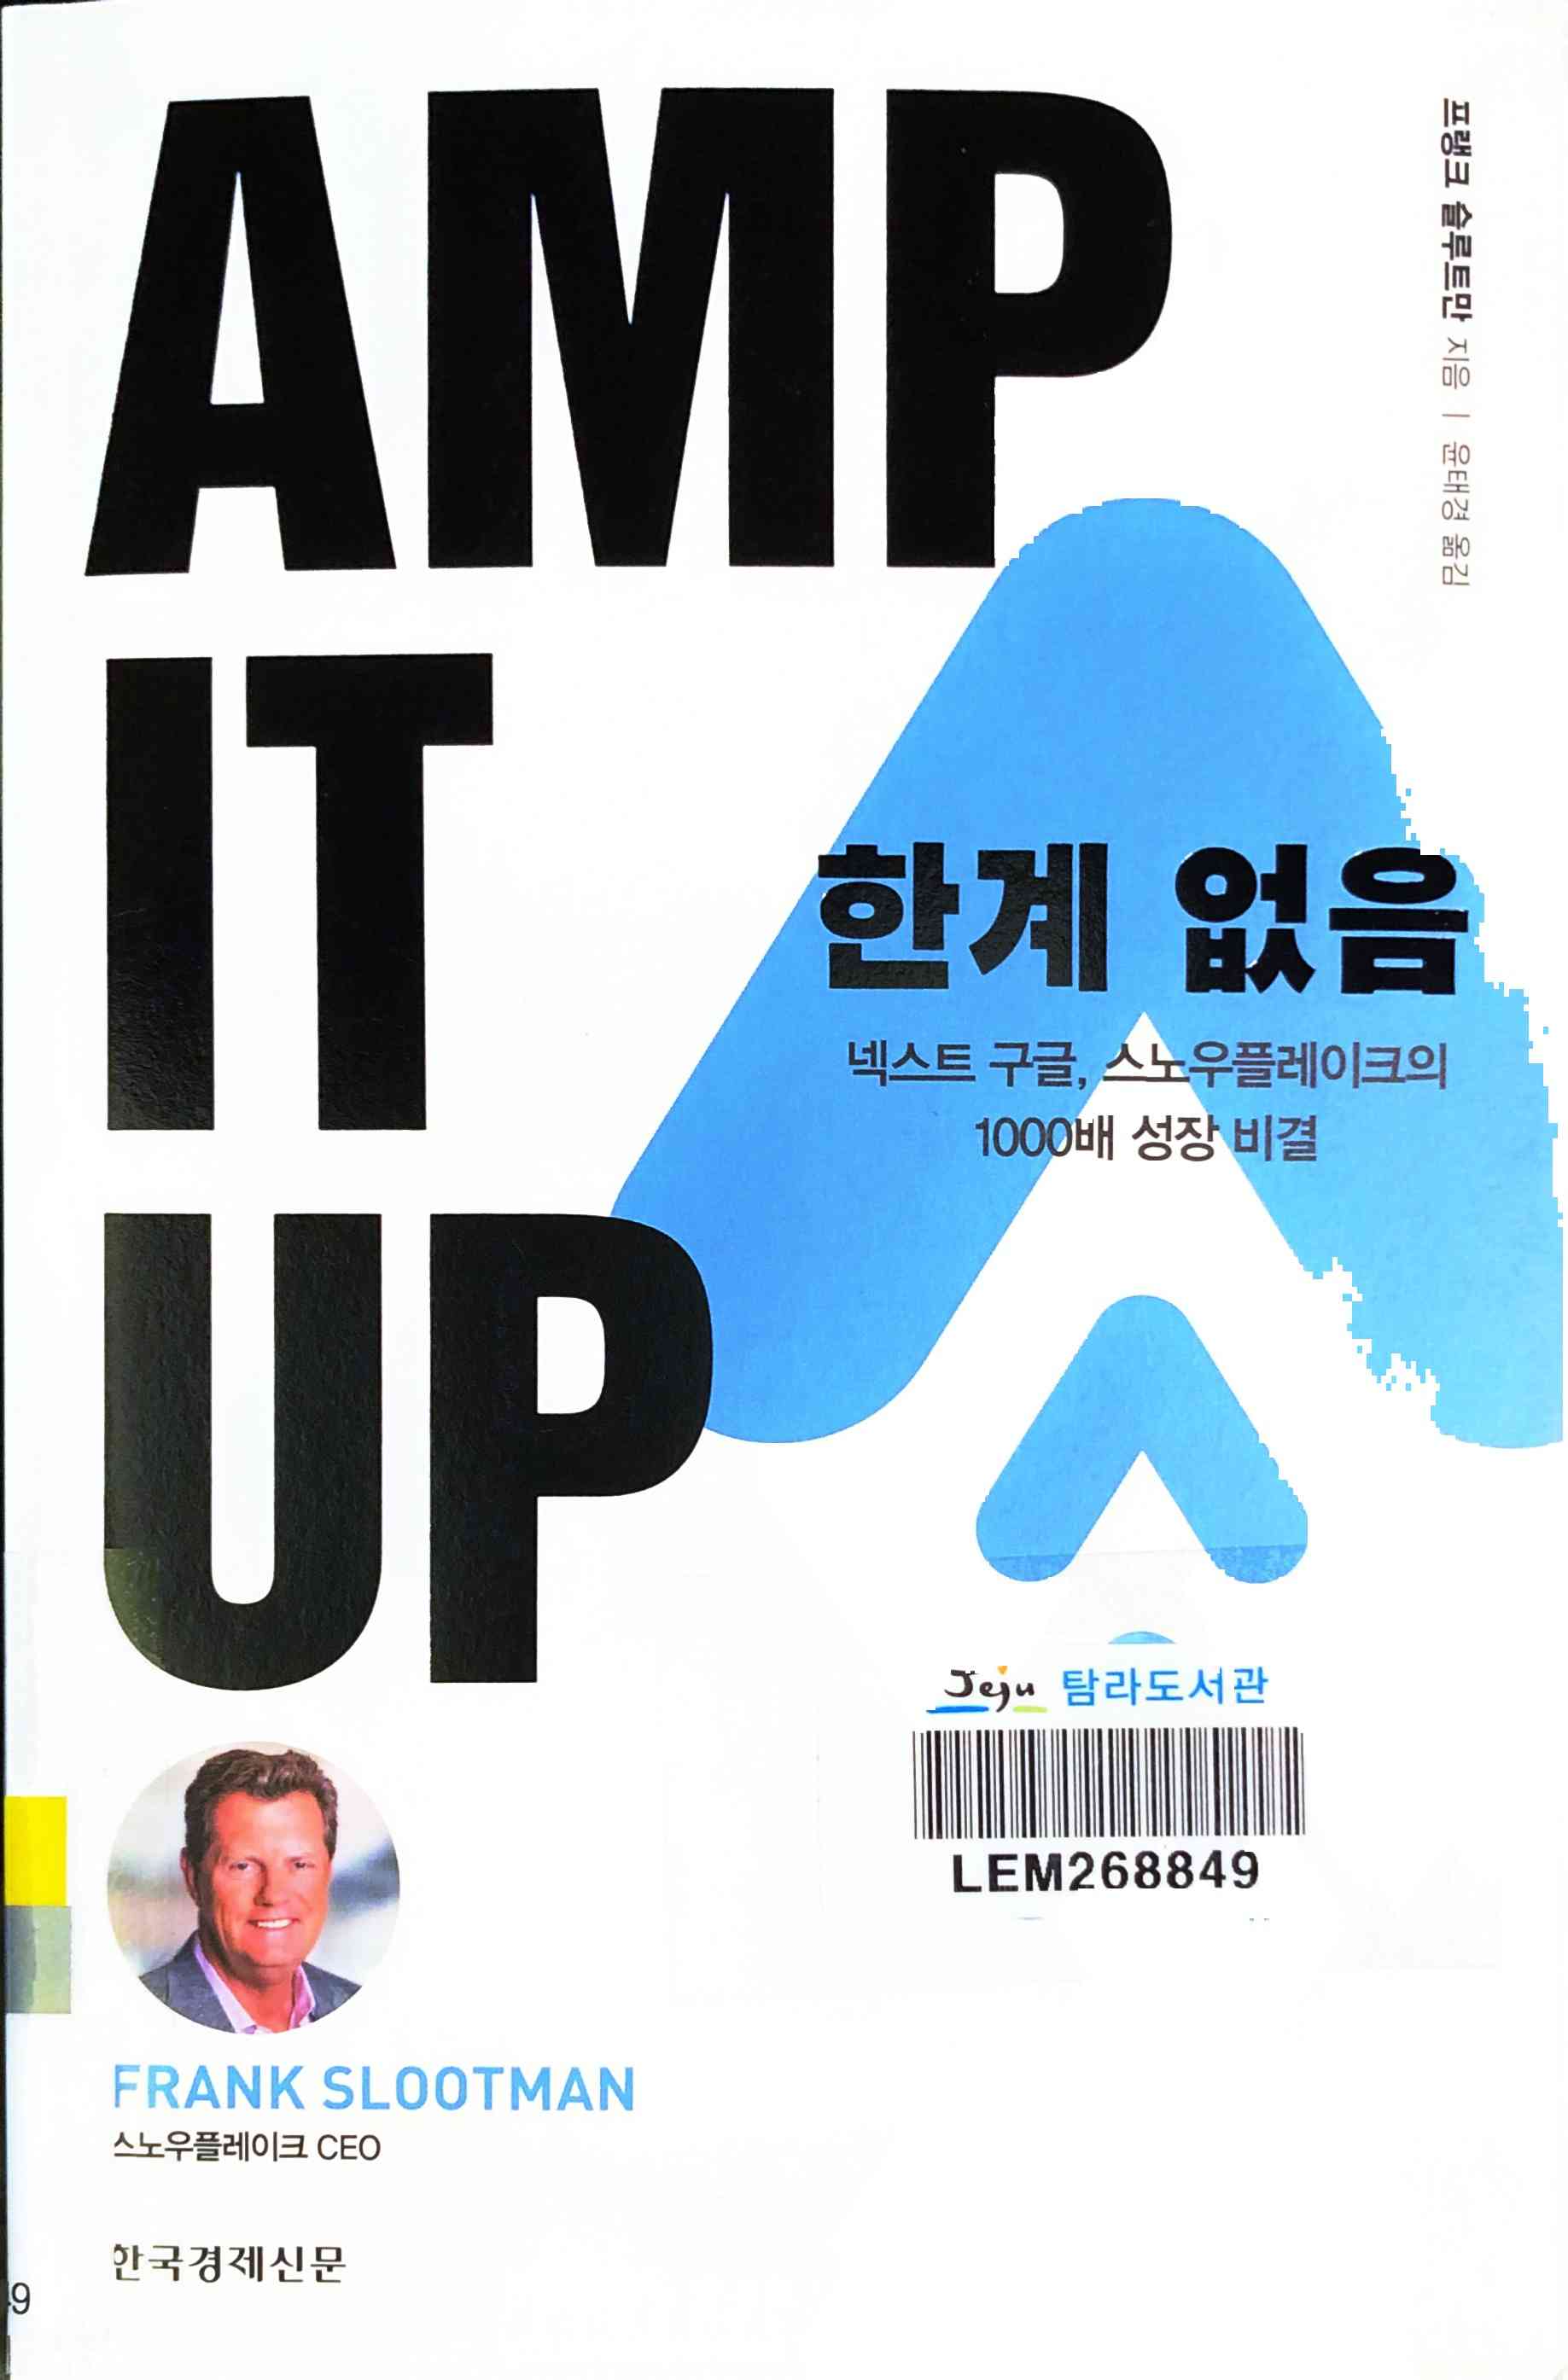 AMP
IT
UP
프랭크 슬루트만 지음 | 윤태경 옮김
한계 없음
넥스트 구글, 스노우플레이크의
1000배 성장 비결
Jeju 탐라도서관
LEM268849
FRANK SLOOTMAN
스노우플레이크 CEO
한국경제신문
9